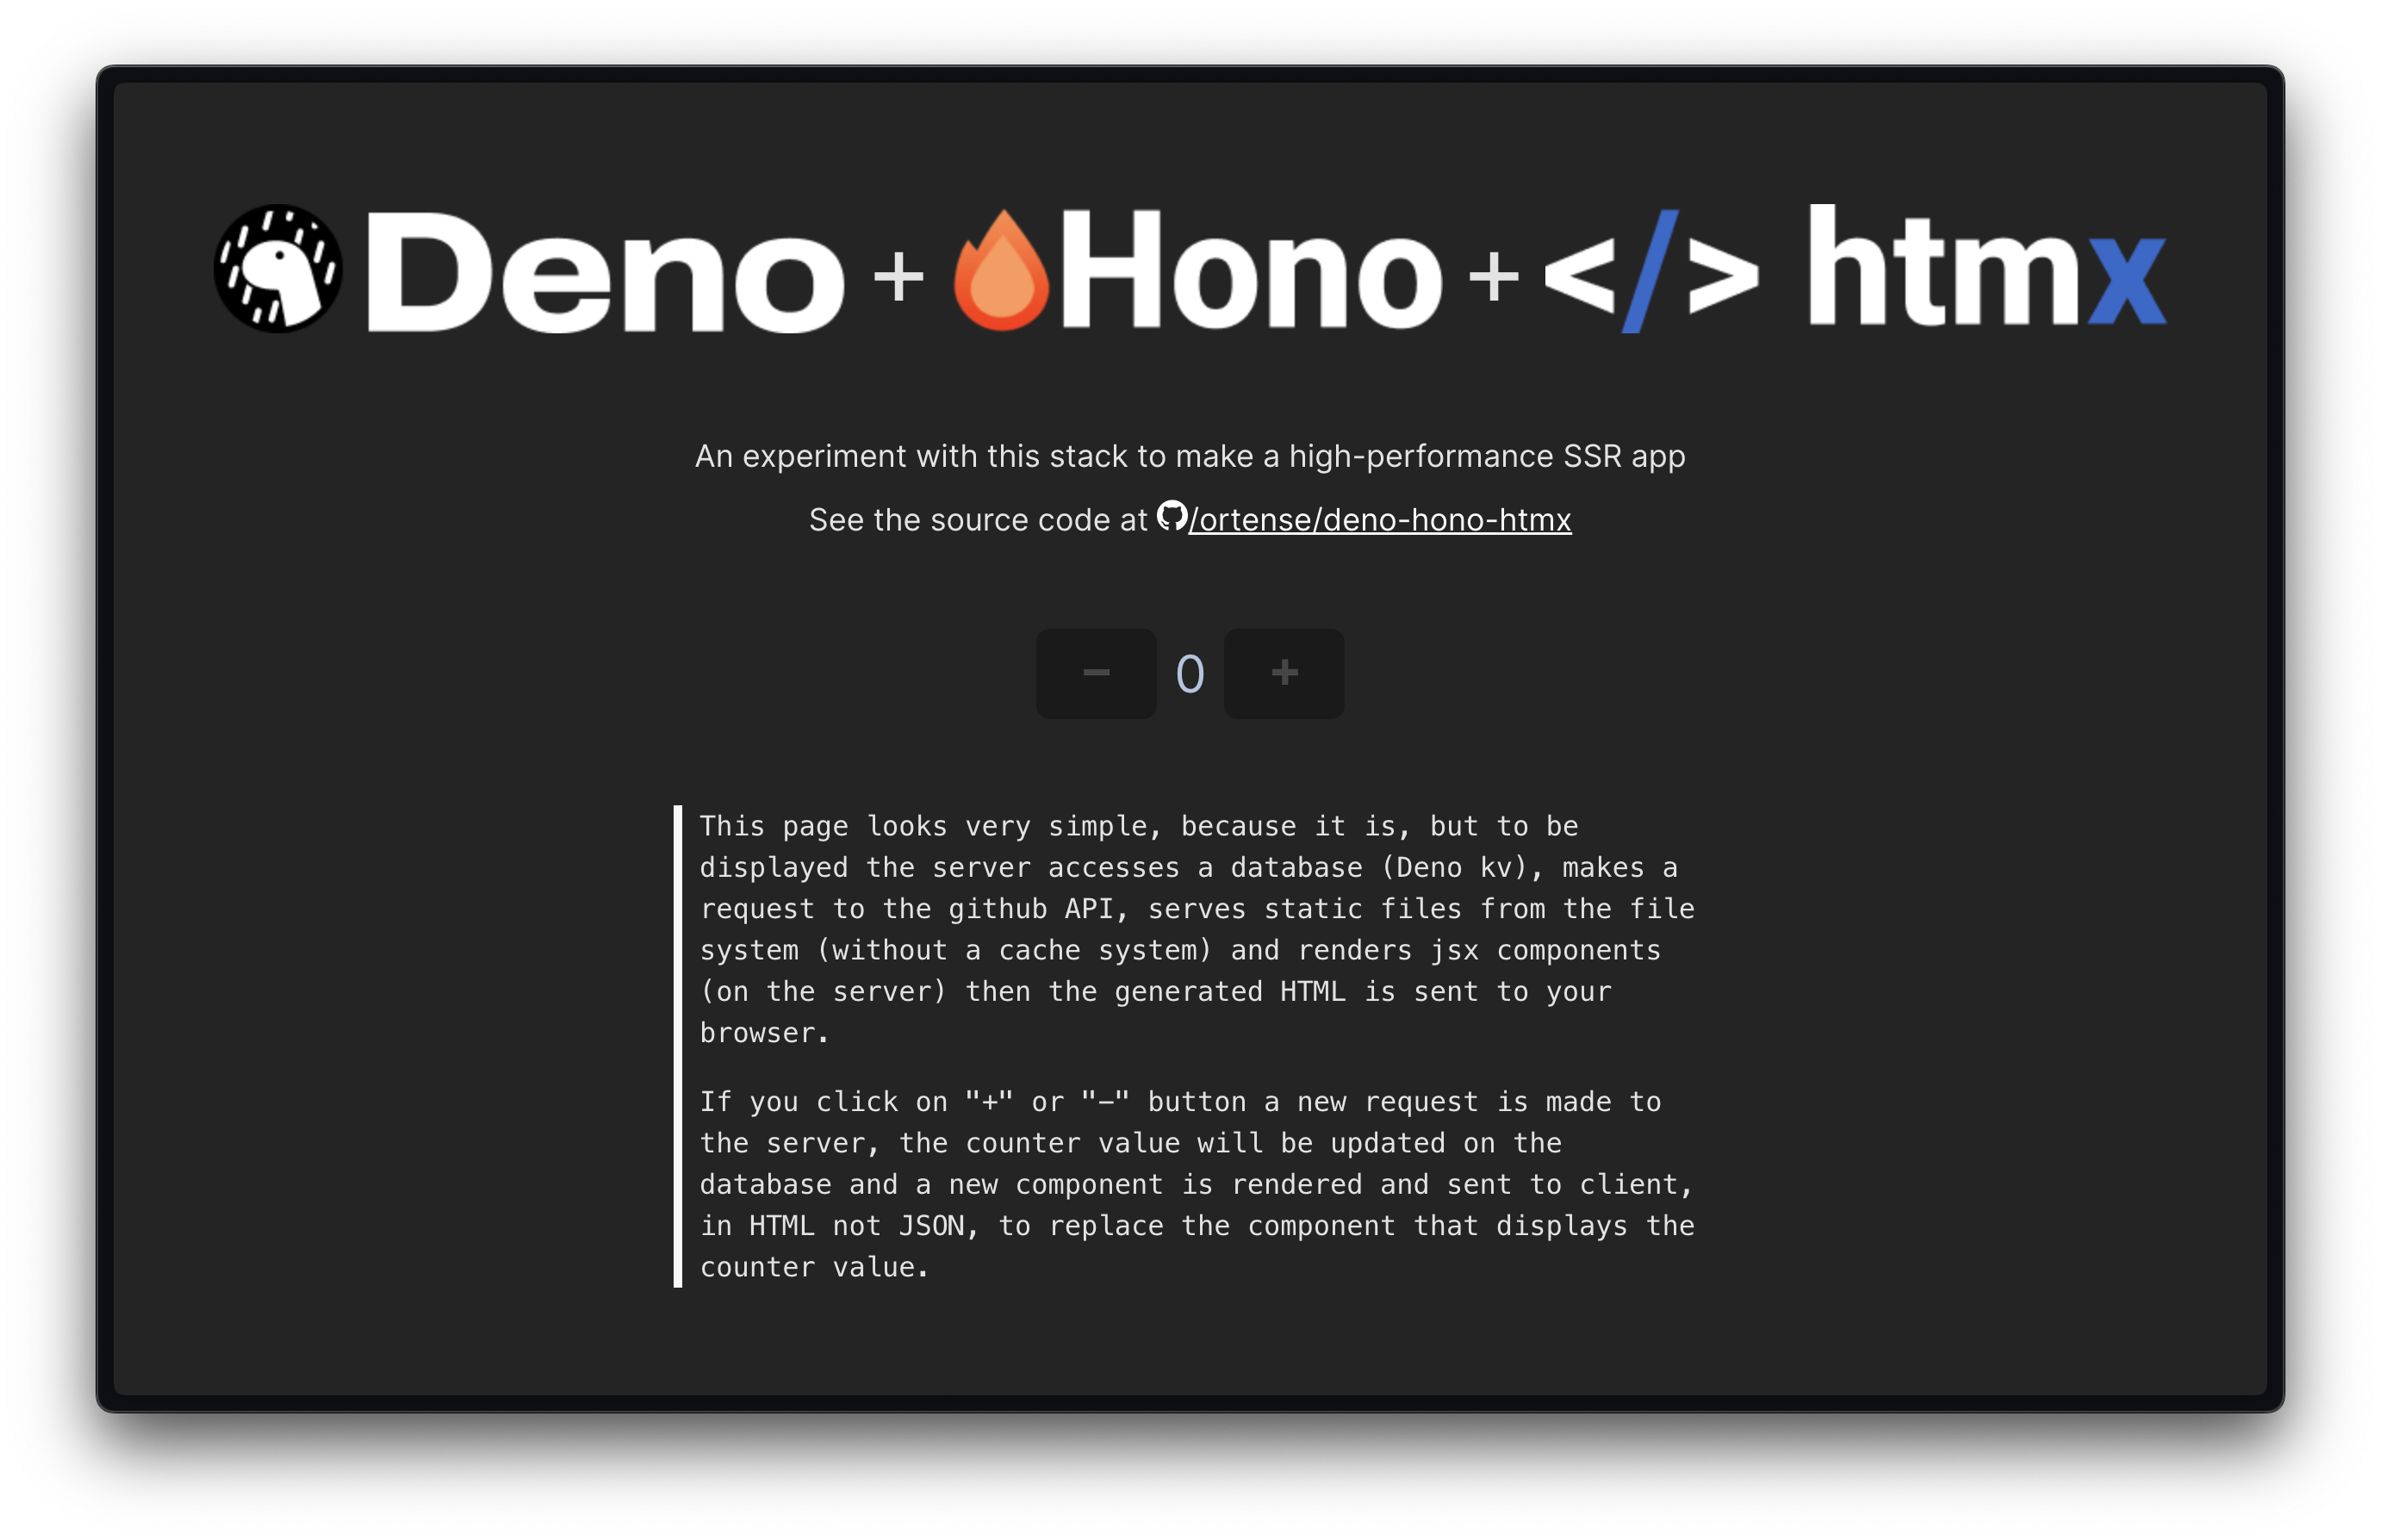 Deno + Hono + </> htmx
An experiment with this stack to make a high-performance SSR app
See the source code at /ortense/deno-hono-htmx
− 0 +
This page looks very simple, because it is, but to be
displayed the server accesses a database (Deno kv), makes a
request to the github API, serves static files from the file
system (without a cache system) and renders jsx components
(on the server) then the generated HTML is sent to your
browser.
If you click on "+" or "−" button a new request is made to
the server, the counter value will be updated on the
database and a new component is rendered and sent to client,
in HTML not JSON, to replace the component that displays the
counter value.